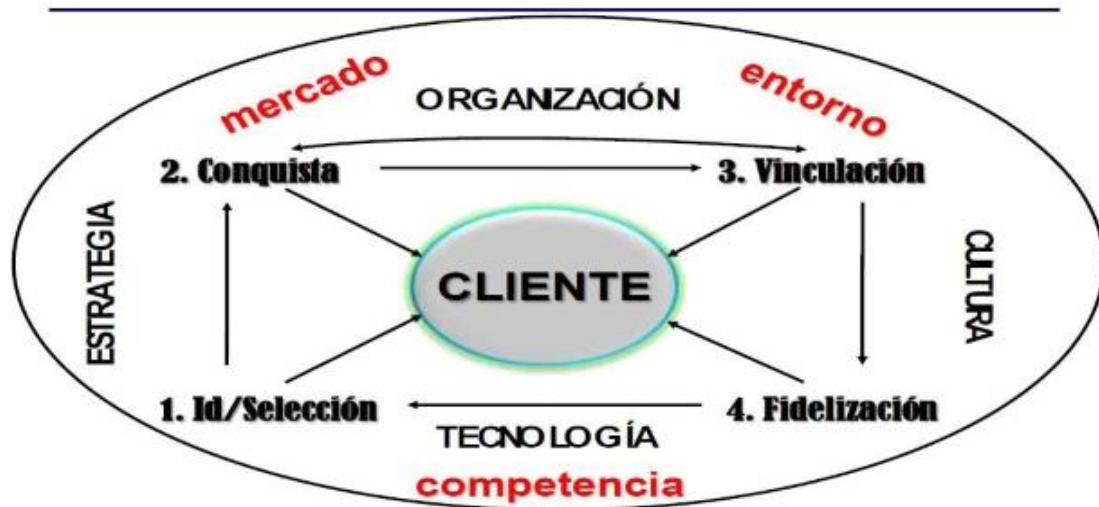 mercado
entorno
ORGANIZACIÓN
2. Conquista
3. Vinculación
ESTRATEGIA
CLIENTE
CULTURA
1. Id/Selección
4. Fidelización
TECNOLOGÍA
competencia